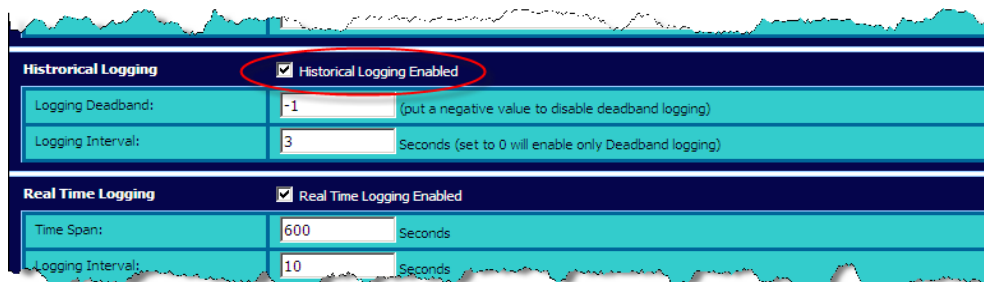 Histrorical Logging Historical Logging Enabled
Logging Deadband: -1 (put a negative value to disable deadband logging)
Logging Interval: 3 Seconds (set to 0 will enable only Deadband logging)
Real Time Logging Real Time Logging Enabled
Time Span: 600 Seconds
Logging Interval: 10 Seconds